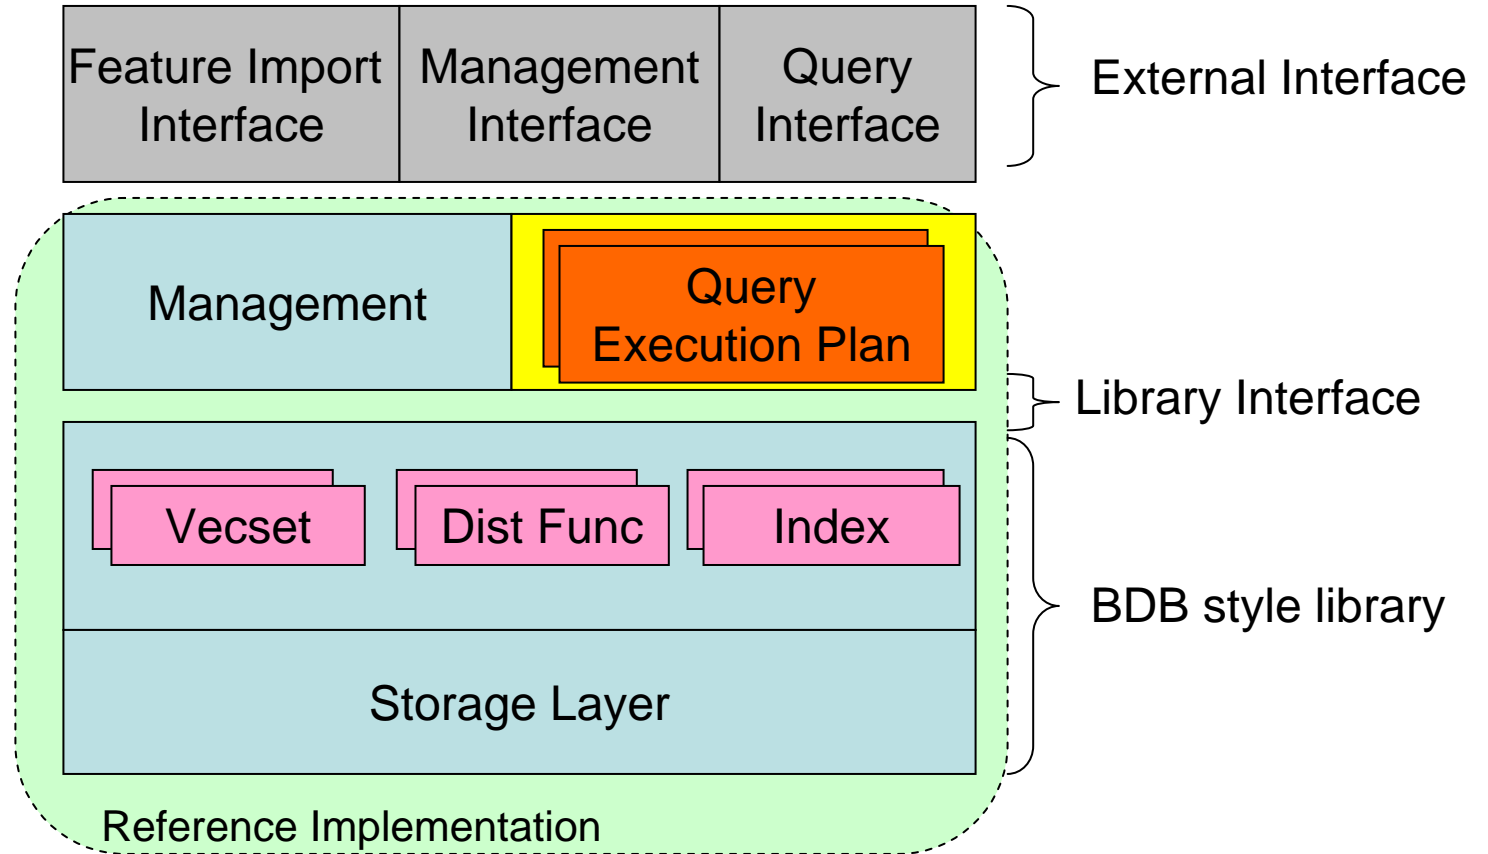 Feature Import
Interface
Management
Interface
Query
Interface
External Interface
Management
Query
Execution Plan
Library Interface
Vecset
Dist Func
Index
BDB style library
Storage Layer
Reference Implementation